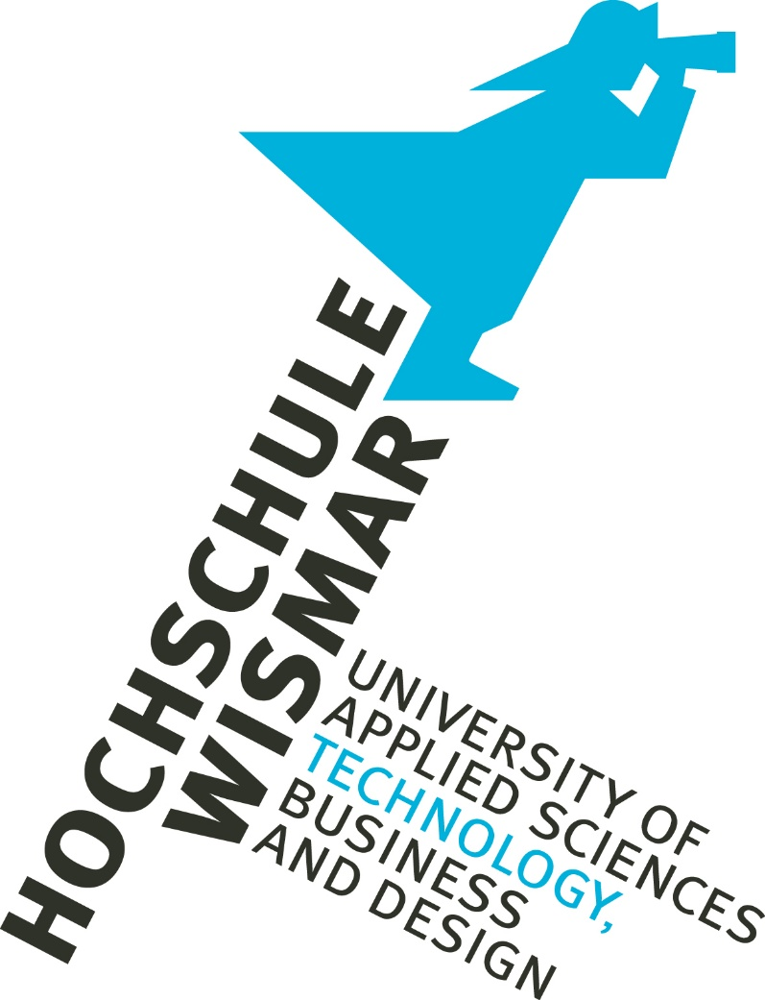 HOCHSCHULE
WISMAR
UNIVERSITY OF
APPLIED SCIENCES
TECHNOLOGY,
BUSINESS
AND DESIGN